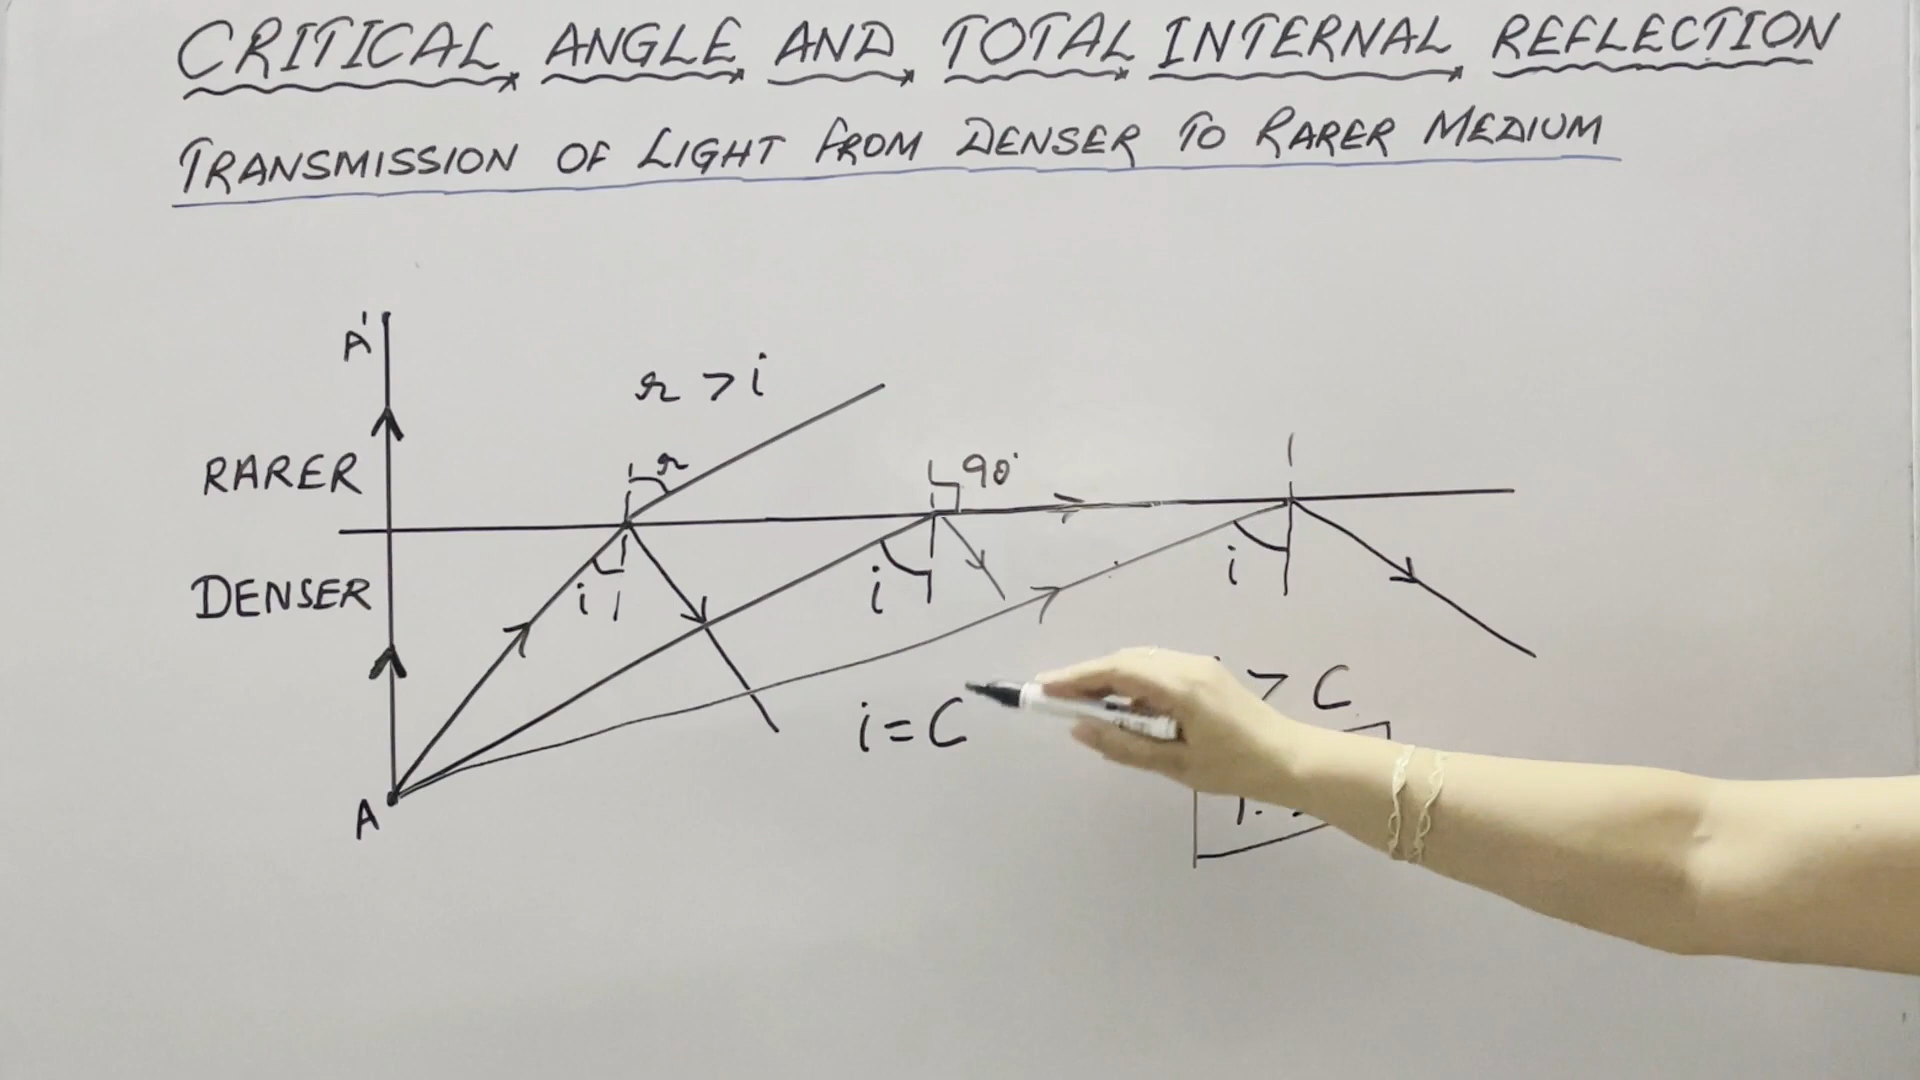 CRITICAL ANGLE AND TOTAL INTERNAL REFLECTION
TRANSMISSION OF LIGHT FROM DENSER TO RARER MEDIUM
A'
r > i
RARER
r
90°
DENSER
i
i
i
i = C
> C
A